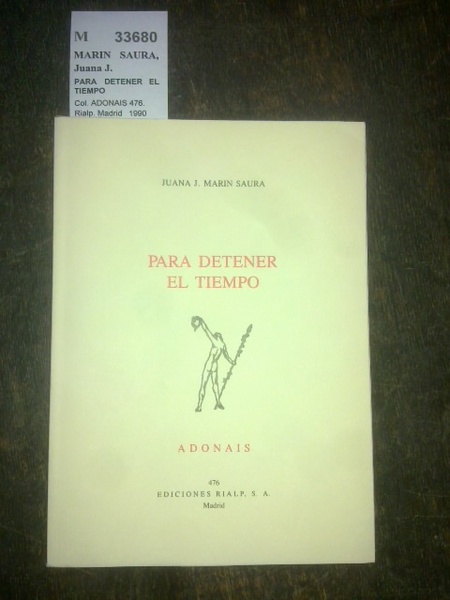 M 33680
MARIN SAURA,
Juana J.
PARA DETENER EL
TIEMPO
Col. ADONAIS 476.
Rialp. Madrid 1990
JUANA J. MARIN SAURA
PARA DETENER
EL TIEMPO
ADONAIS
476
EDICIONES RIALP, S. A.
Madrid